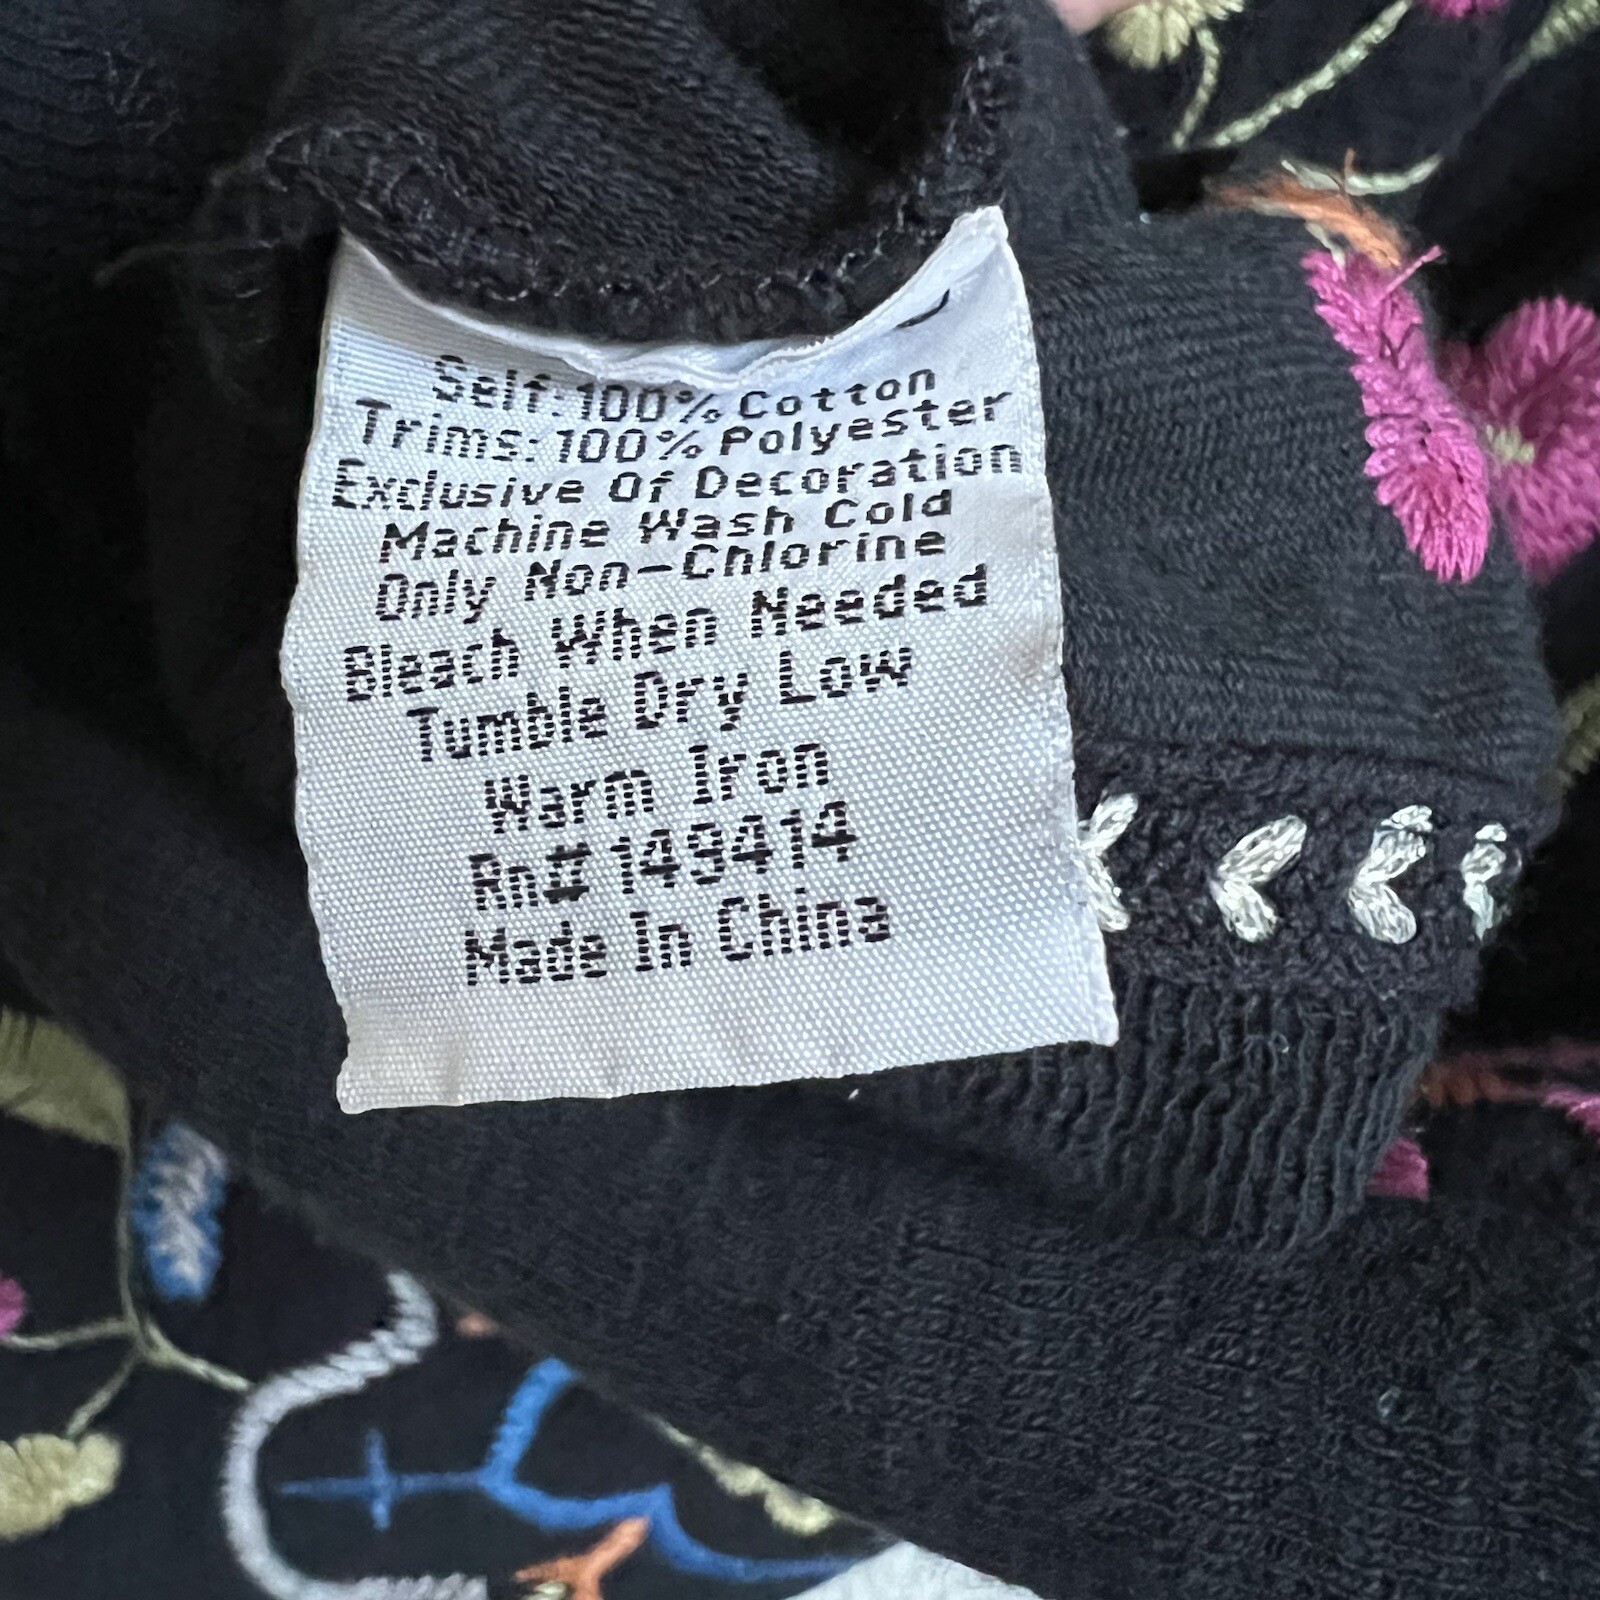 Self:100% Cotton
Trims:100% Polyester
Exclusive Of Decoration
Machine Wash Cold
Only Non-Chlorine
Bleach When Needed
Tumble Dry Low
Warm Iron
Rn# 149414
Made In China